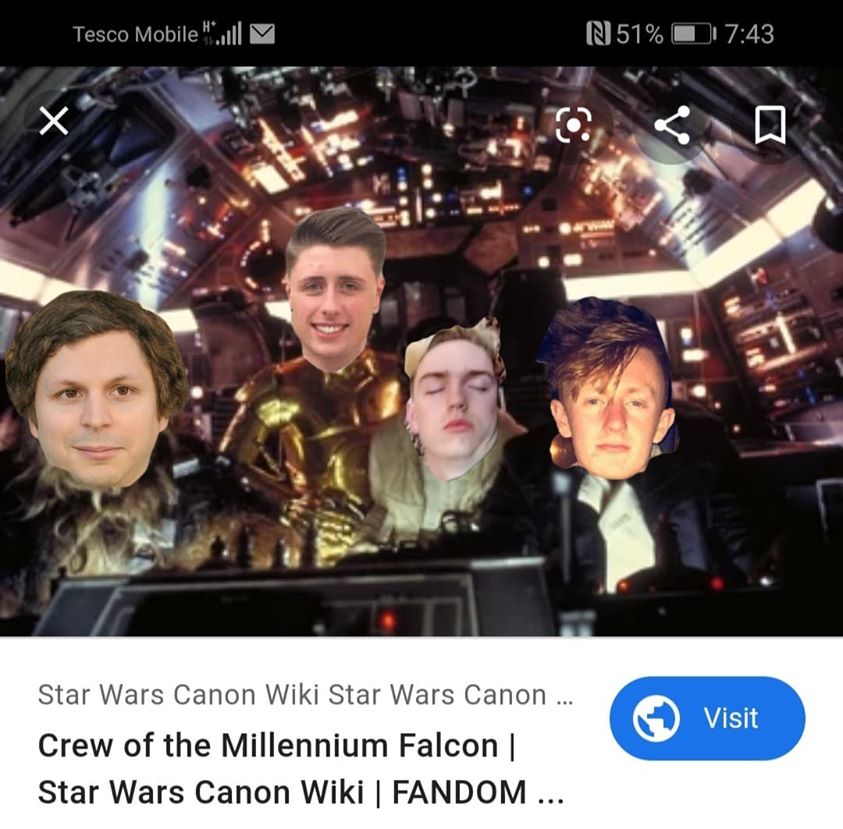 Tesco Mobile H+ 51% 7:43
Star Wars Canon Wiki Star Wars Canon ...
Visit
Crew of the Millennium Falcon |
Star Wars Canon Wiki | FANDOM ...